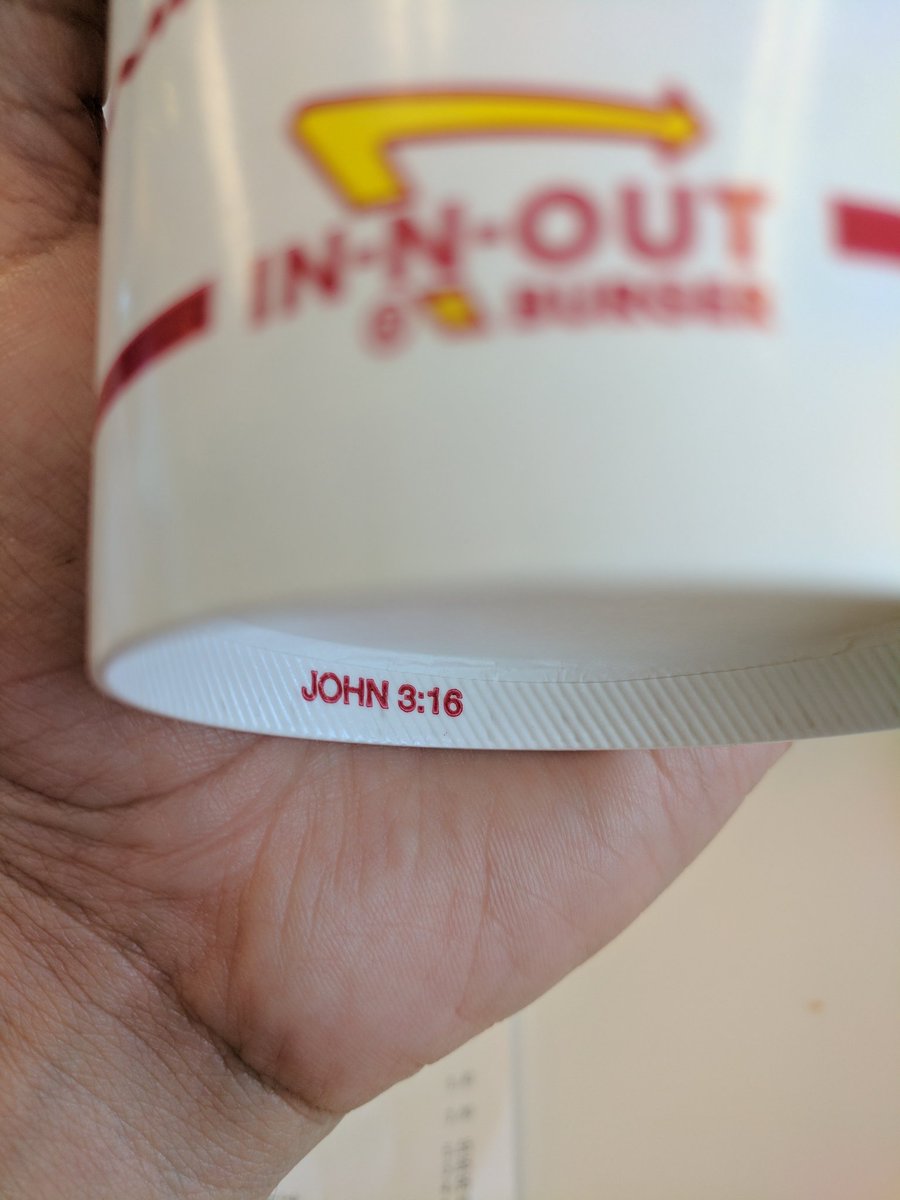 IN-N-OUT
BURGER
JOHN 3:16